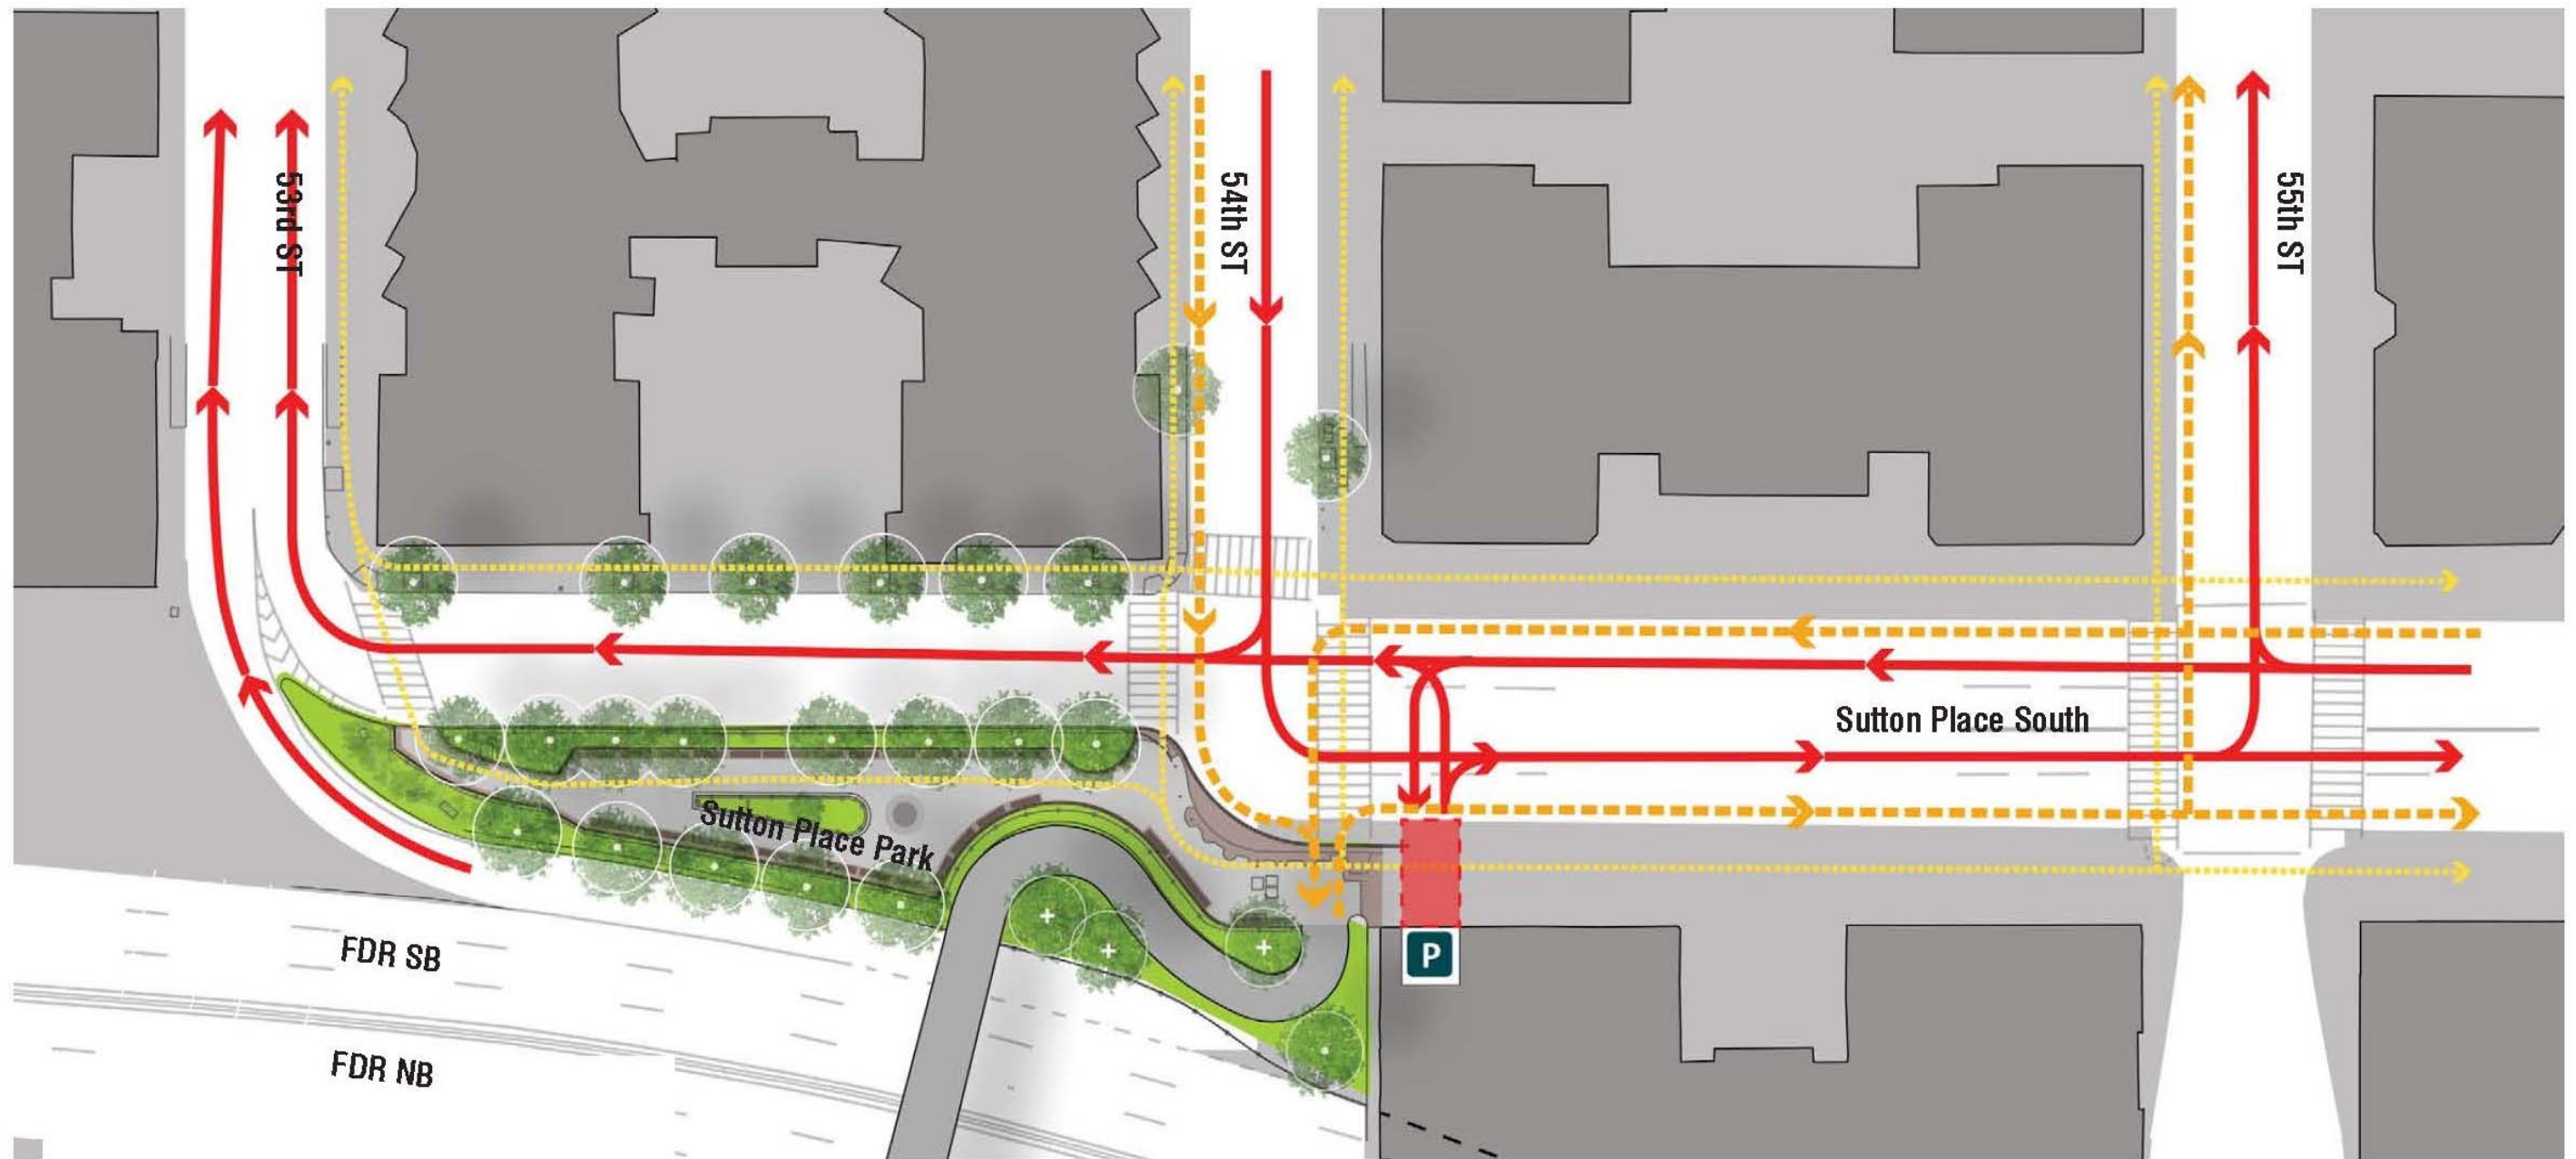 53rd ST
54th ST
55th ST
Sutton Place South
Sutton Place Park
FDR SB
P
FDR NB